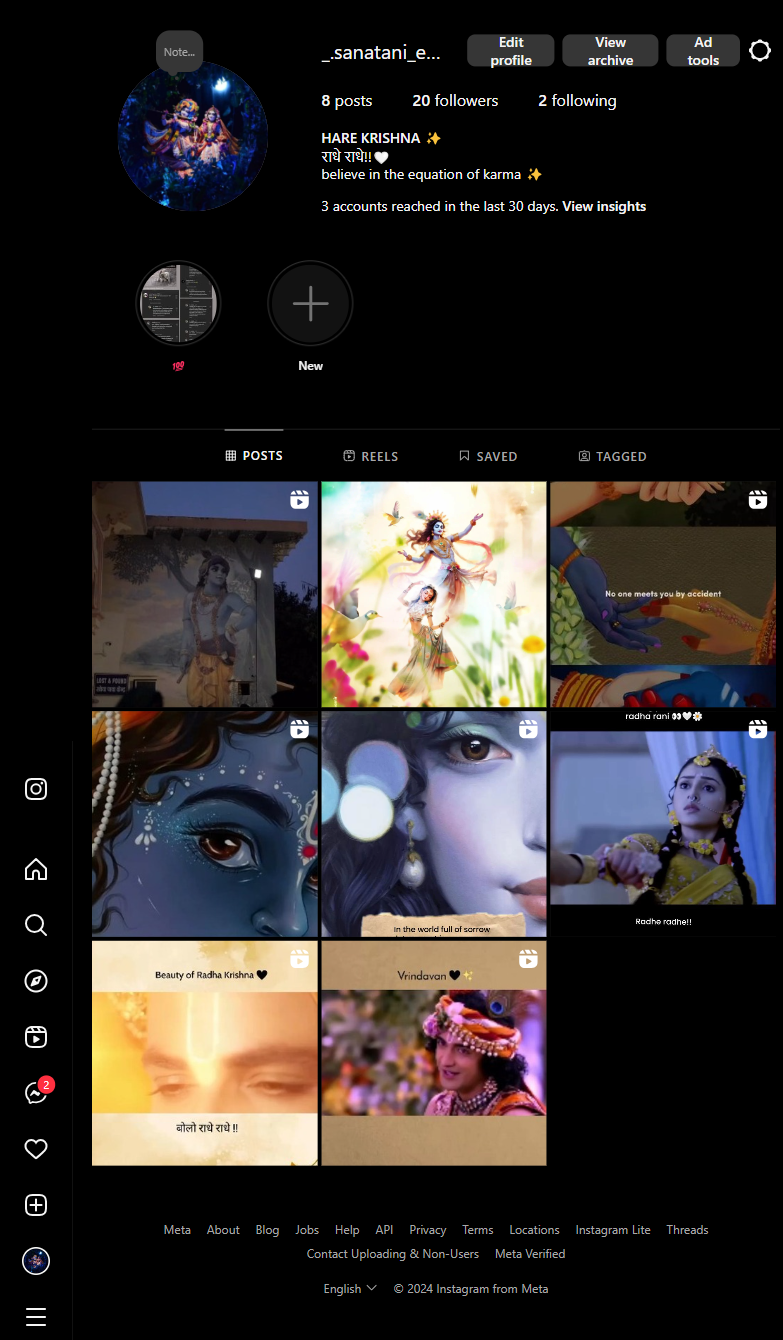 Note...
_.sanatani_e...
Edit profile
View archive
Ad tools
8 posts
20 followers
2 following
HARE KRISHNA ✨
राधे राधे!!🤍
believe in the equation of karma ✨
3 accounts reached in the last 30 days. View insights
💯
New
POSTS
REELS
SAVED
TAGGED
LOST & FOUND
No one meets you by accident
radha rani 👀🤍🌼
In the world full of sorrow
Radhe radhe!!
Beauty of Radha Krishna 🖤
Vrindavan 🖤✨
बोलो राधे राधे !!
2
Meta
About
Blog
Jobs
Help
API
Privacy
Terms
Locations
Instagram Lite
Threads
Contact Uploading & Non-Users
Meta Verified
English
© 2024 Instagram from Meta